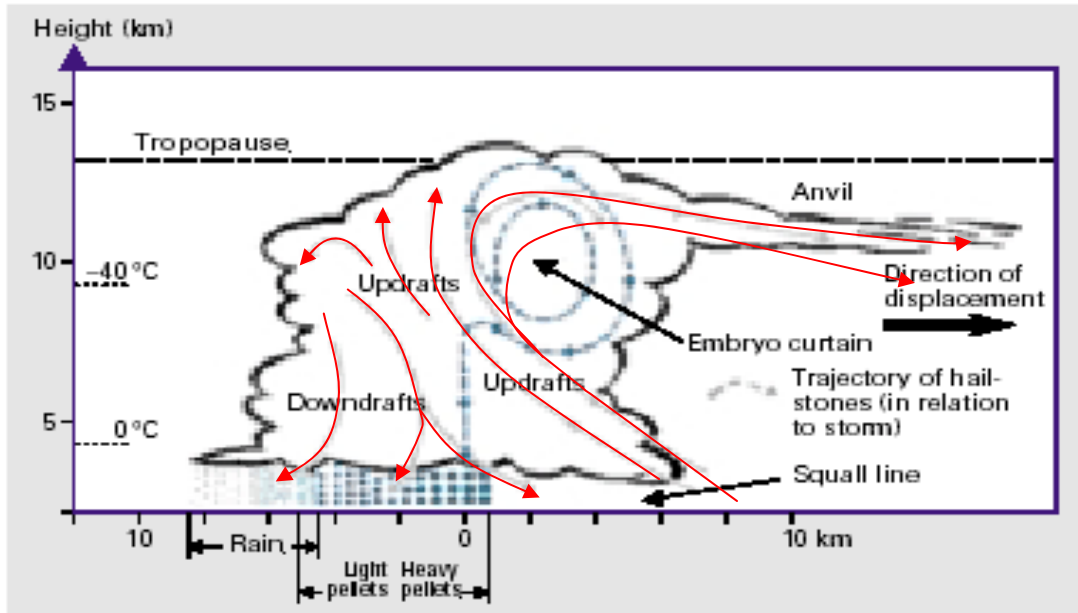 Height (km)
15
Tropopause
Anvil
10
–40 °C
Updrafts
Direction of
displacement
Embryo curtain
Updrafts
Trajectory of hail-
stones (in relation
to storm)
Downdrafts
5
0 °C
Squall line
10
0
10 km
Rain
Light Heavy
pellets pellets